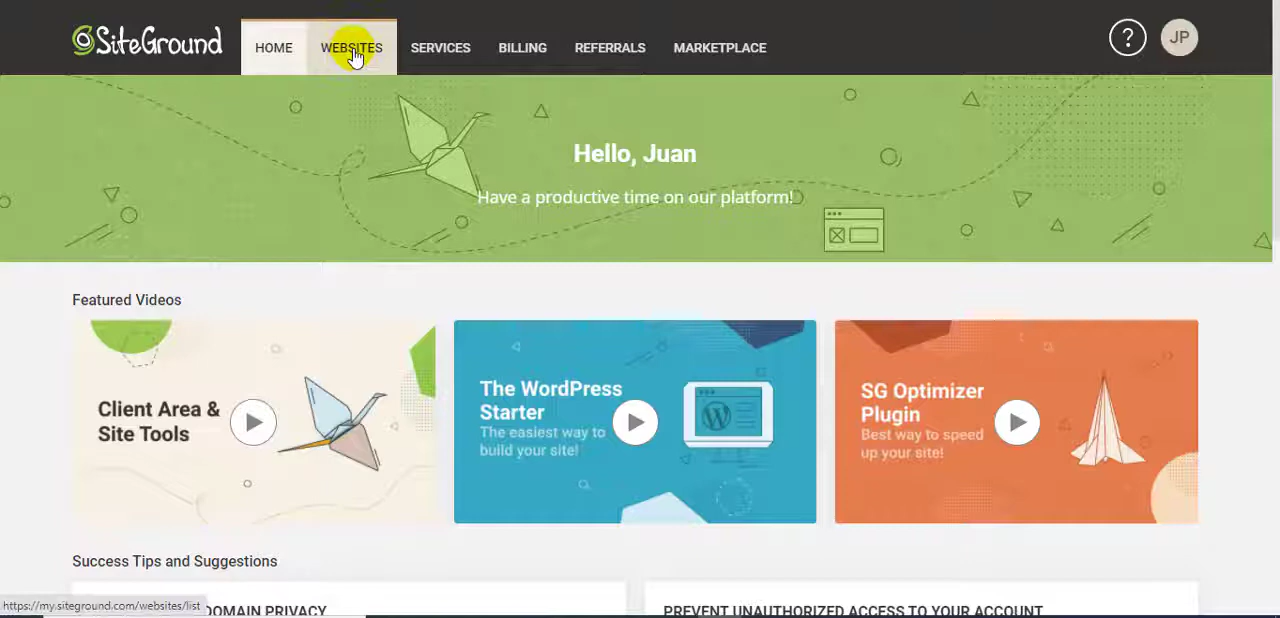 SiteGround
HOME WEBSITES SERVICES BILLING REFERRALS MARKETPLACE
? JP
Hello, Juan
Have a productive time on our platform!
Featured Videos
Client Area &
Site Tools
The WordPress
Starter
The easiest way to
build your site!
SG Optimizer
Plugin
Best way to speed
up your site!
Success Tips and Suggestions
DOMAIN PRIVACY
PREVENT UNAUTHORIZED ACCESS TO YOUR ACCOUNT
https://my.siteground.com/websites/list